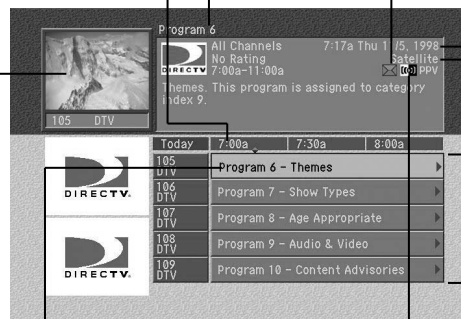 Program 6
All Channels 7:17a Thu 11/5, 1998
No Rating Satellite
DIRECTV 7:00a-11:00a PPV
Themes. This program is assigned to category
index 9.
105 DTV
Today 7:00a 7:30a 8:00a
105 DTV Program 6 - Themes
106 DTV Program 7 - Show Types
DIRECTV.
107 DTV Program 8 - Age Appropriate
108 DTV Program 9 - Audio & Video
109 DTV Program 10 - Content Advisories
DIRECTV.